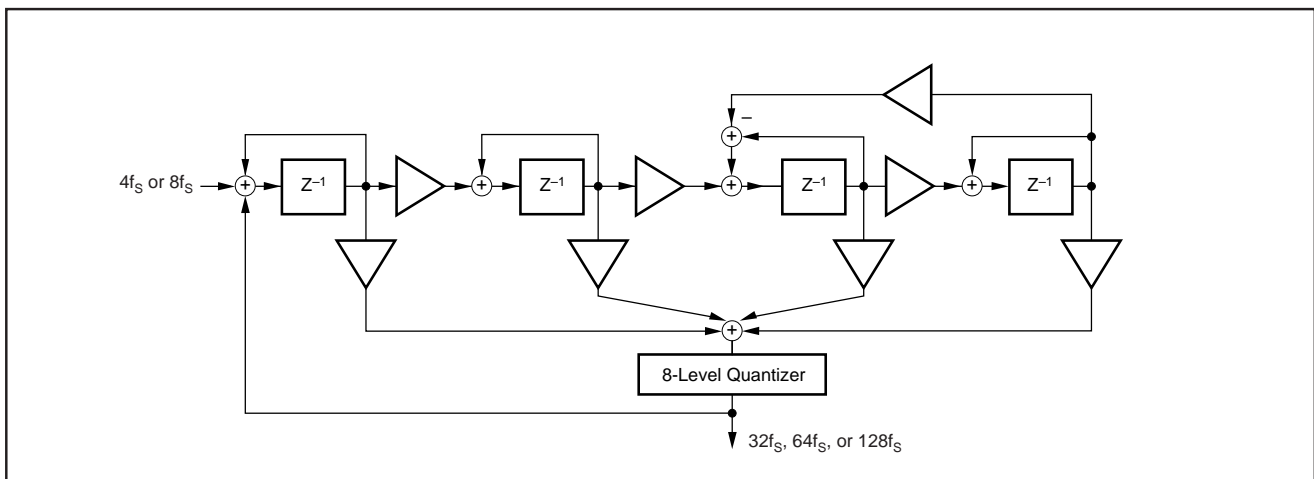 –
+
+
+
+
+
4f_S or 8f_S
Z⁻¹
Z⁻¹
Z⁻¹
Z⁻¹
+
8-Level Quantizer
32f_S, 64f_S, or 128f_S